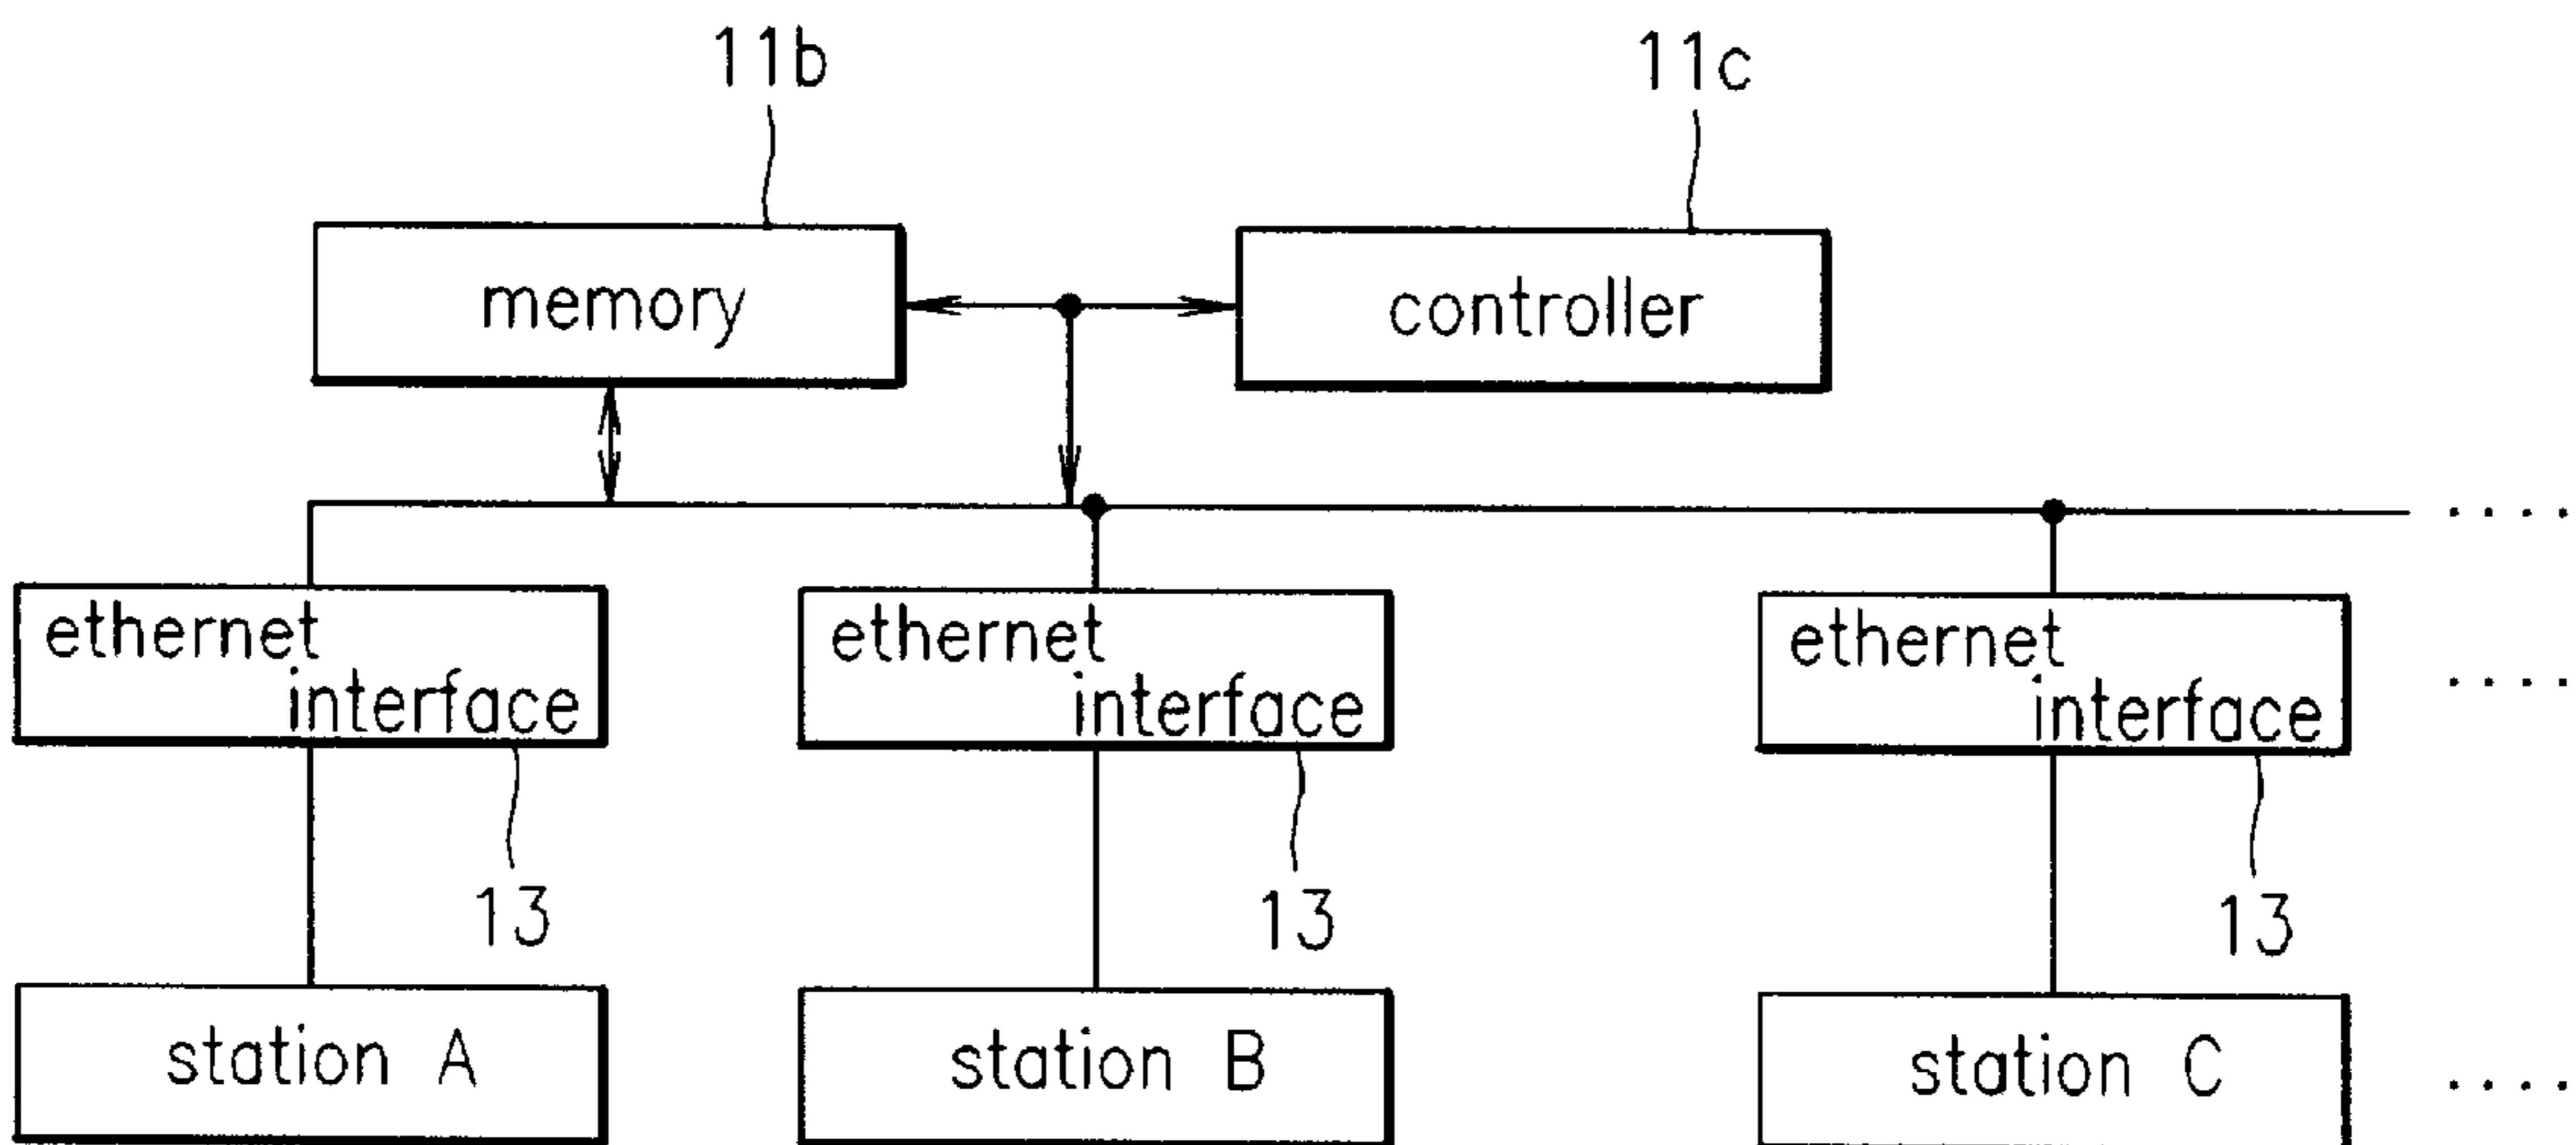 11b
11c
memory
controller
....
ethernet
interface
ethernet
interface
ethernet
interface
....
13
13
13
station A
station B
station C
....